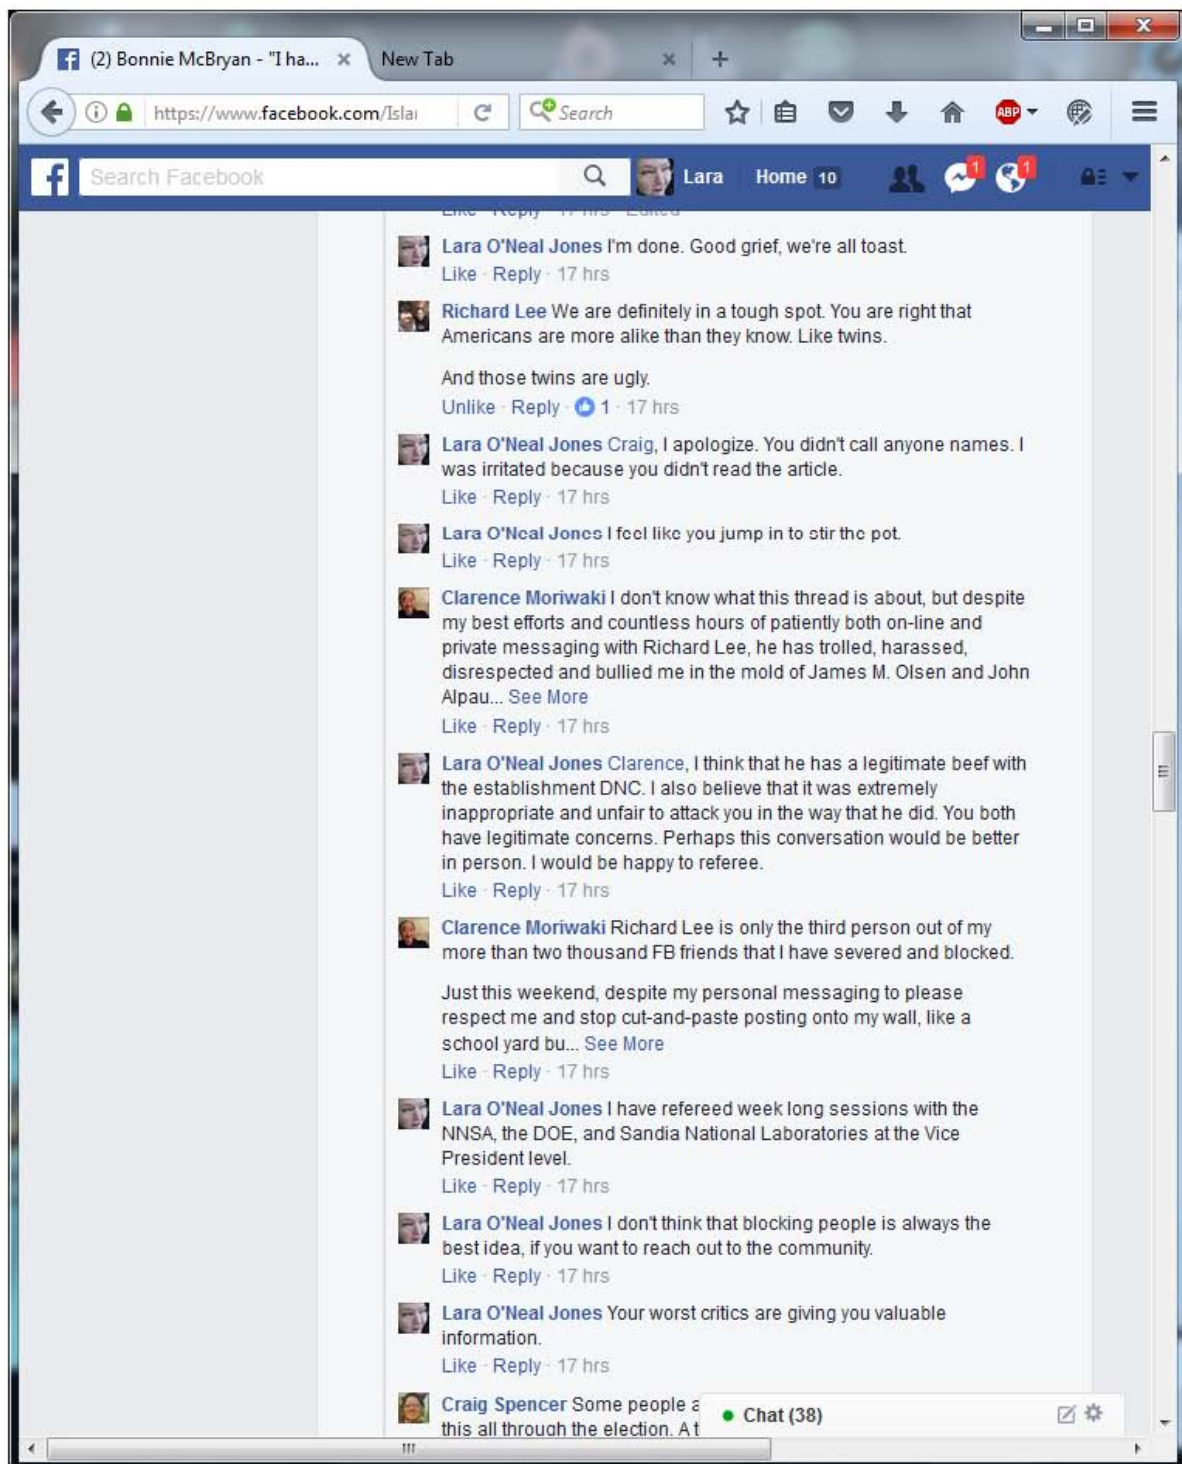 (2) Bonnie McBryan - "I ha...
New Tab
https://www.facebook.com/Islan
Search
ABP
Search Facebook
Lara
Home 10
1
1
Like · Reply · 17 hrs · Edited
Lara O'Neal Jones I'm done. Good grief, we're all toast.
Like · Reply · 17 hrs
Richard Lee We are definitely in a tough spot. You are right that
Americans are more alike than they know. Like twins.
And those twins are ugly.
Unlike · Reply · 1 · 17 hrs
Lara O'Neal Jones Craig, I apologize. You didn't call anyone names. I
was irritated because you didn't read the article.
Like · Reply · 17 hrs
Lara O'Neal Jones I feel like you jump in to stir the pot.
Like · Reply · 17 hrs
Clarence Moriwaki I don't know what this thread is about, but despite
my best efforts and countless hours of patiently both on-line and
private messaging with Richard Lee, he has trolled, harassed,
disrespected and bullied me in the mold of James M. Olsen and John
Alpau... See More
Like · Reply · 17 hrs
Lara O'Neal Jones Clarence, I think that he has a legitimate beef with
the establishment DNC. I also believe that it was extremely
inappropriate and unfair to attack you in the way that he did. You both
have legitimate concerns. Perhaps this conversation would be better
in person. I would be happy to referee.
Like · Reply · 17 hrs
Clarence Moriwaki Richard Lee is only the third person out of my
more than two thousand FB friends that I have severed and blocked.
Just this weekend, despite my personal messaging to please
respect me and stop cut-and-paste posting onto my wall, like a
school yard bu... See More
Like · Reply · 17 hrs
Lara O'Neal Jones I have refereed week long sessions with the
NNSA, the DOE, and Sandia National Laboratories at the Vice
President level.
Like · Reply · 17 hrs
Lara O'Neal Jones I don't think that blocking people is always the
best idea, if you want to reach out to the community.
Like · Reply · 17 hrs
Lara O'Neal Jones Your worst critics are giving you valuable
information.
Like · Reply · 17 hrs
Craig Spencer Some people a
this all through the election. A t
Chat (38)